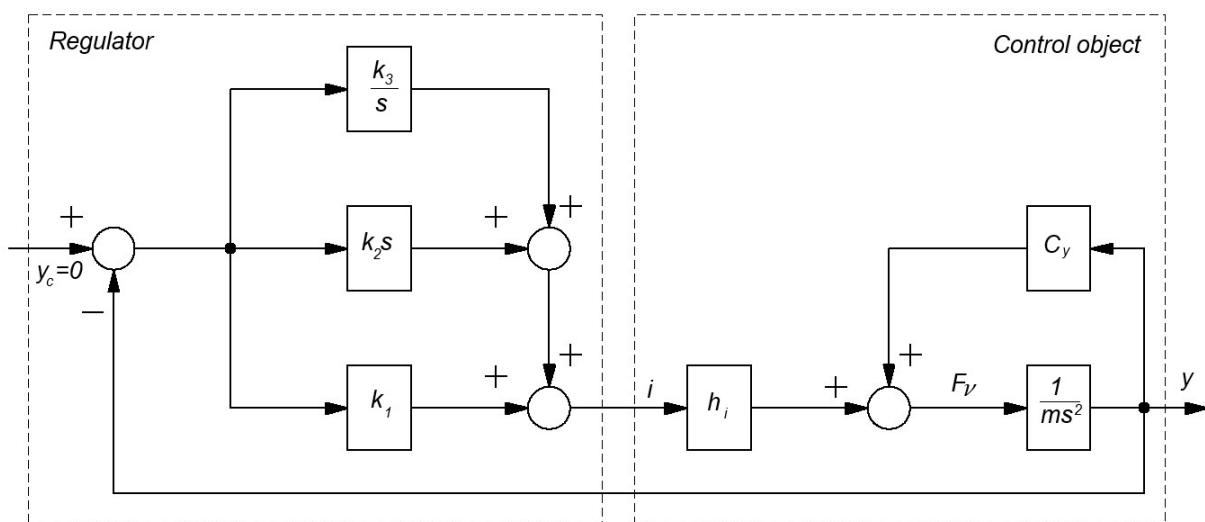 Regulator
Control object
k₃
s
+
+
+
k₂s
C_y
y_c=0
−
+
+
+
k₁
+
i
h_i
+
F_ν
1
ms²
y